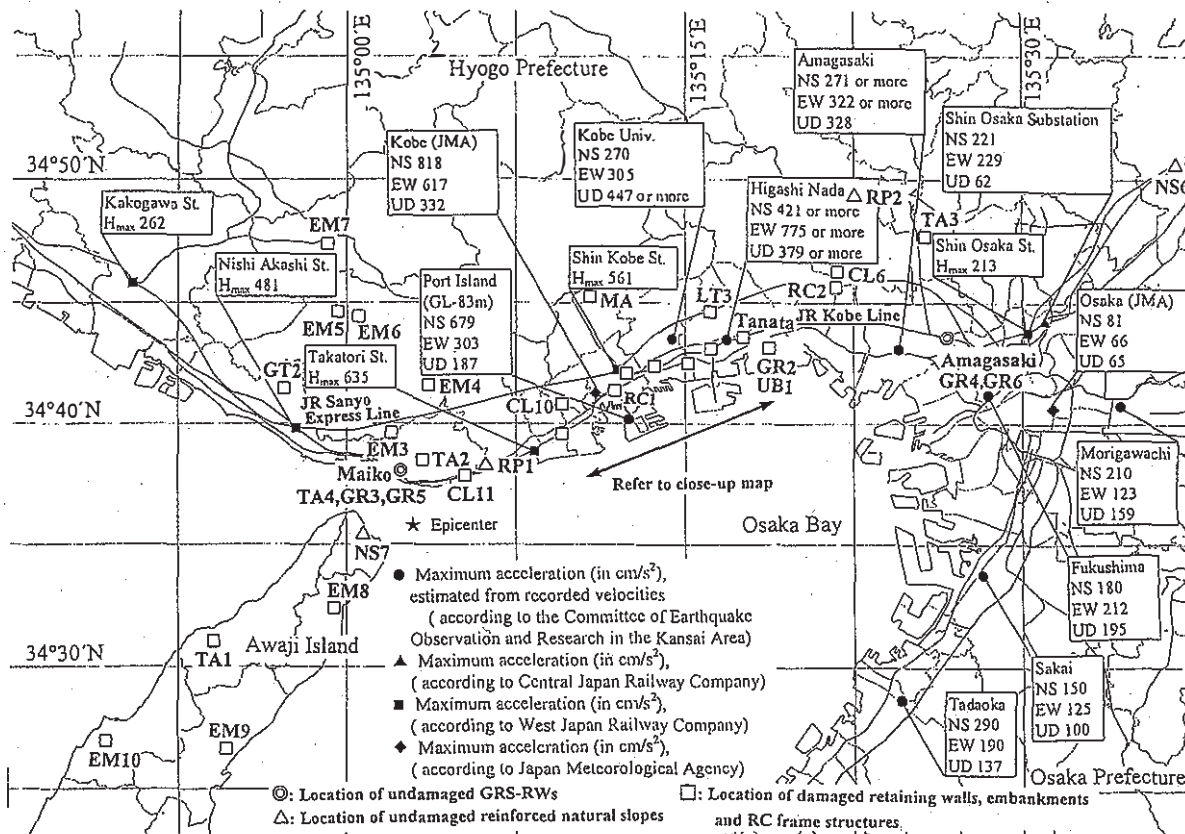 135°00´E
135°15´E
135°30´E
Hyogo Prefecture
34°50´N
34°40´N
34°30´N
Kakogawa St.
Hmax 262
Nishi Akashi St.
Hmax 481
Kobe (JMA)
NS 818
EW 617
UD 332
Port Island
(GL-83m)
NS 679
EW 303
UD 187
Takatori St.
Hmax 635
Kobe Univ.
NS 270
EW 305
UD 447 or more
Shin Kobe St.
Hmax 561
Amagasaki
NS 271 or more
EW 322 or more
UD 328
Higashi Nada
NS 421 or more
EW 775 or more
UD 379 or more
Shin Osaka Substation
NS 221
EW 229
UD 62
Shin Osaka St.
Hmax 213
Osaka (JMA)
NS 81
EW 66
UD 65
Morigawachi
NS 210
EW 123
UD 159
Fukushima
NS 180
EW 212
UD 195
Sakai
NS 150
EW 125
UD 100
Tadaoka
NS 290
EW 190
UD 137
EM7
EM5
EM6
GT2
EM4
JR Sanyo
Express Line
EM3
TA2
Maiko
TA4,GR3,GR5
CL11
RP1
CL10
RC1
MA
LT3
Tanata
GR2
UB1
RP2
TA3
CL6
RC2
JR Kobe Line
Amagasaki
GR4,GR6
Refer to close-up map
Osaka Bay
NS7
EM8
Awaji Island
TA1
EM9
EM10
Osaka Prefecture
★ Epicenter
● Maximum acceleration (in cm/s²),
estimated from recorded velocities
( according to the Committee of Earthquake
Observation and Research in the Kansai Area)
▲ Maximum acceleration (in cm/s²),
( according to Central Japan Railway Company)
■ Maximum acceleration (in cm/s²),
( according to West Japan Railway Company)
◆ Maximum acceleration (in cm/s²),
( according to Japan Meteorological Agency)
◎: Location of undamaged GRS-RWs
△: Location of undamaged reinforced natural slopes
□: Location of damaged retaining walls, embankments
and RC frame structures